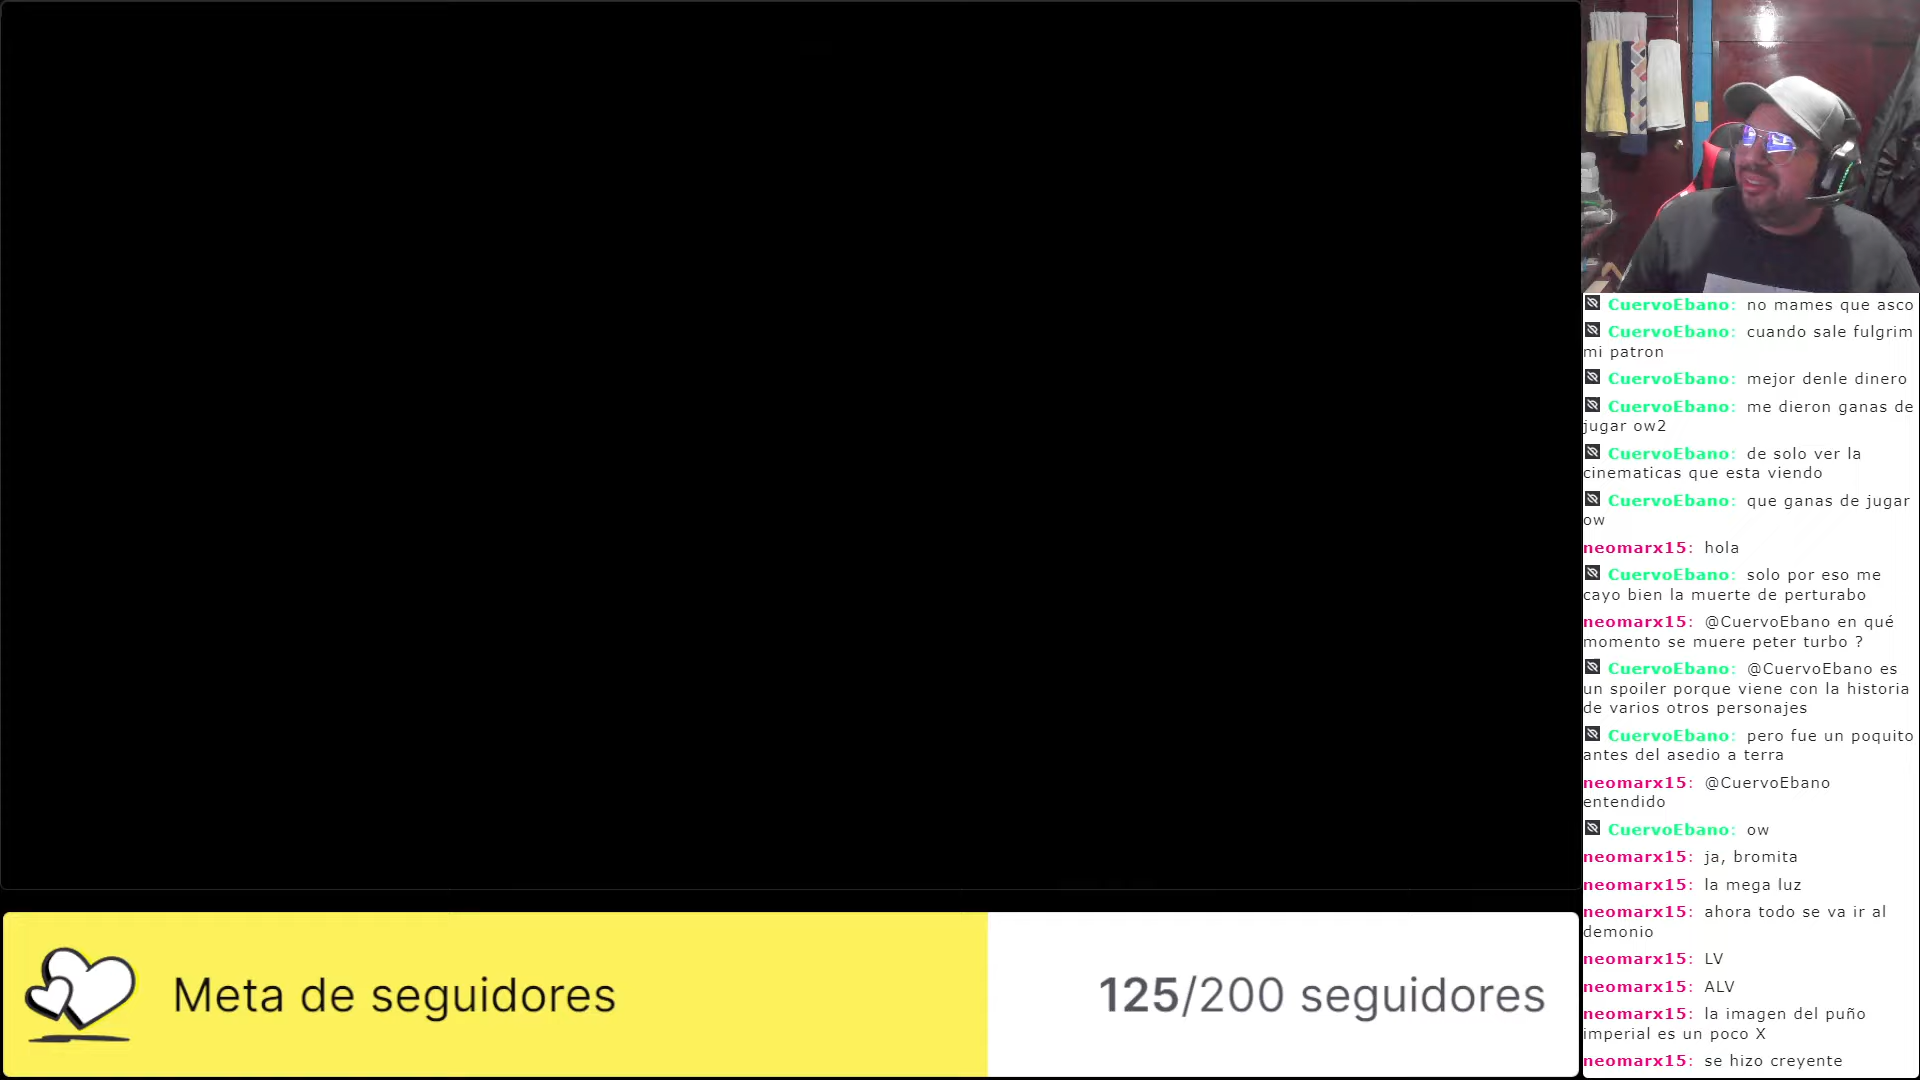 CuervoEbano: no mames que asco
CuervoEbano: cuando sale fulgrim
mi patron
CuervoEbano: mejor denle dinero
CuervoEbano: me dieron ganas de
jugar ow2
CuervoEbano: de solo ver la
cinematicas que esta viendo
CuervoEbano: que ganas de jugar
ow
neomarx15: hola
CuervoEbano: solo por eso me
cayo bien la muerte de perturabo
neomarx15: @CuervoEbano en qué
momento se muere peter turbo ?
CuervoEbano: @CuervoEbano es
un spoiler porque viene con la historia
de varios otros personajes
CuervoEbano: pero fue un poquito
antes del asedio a terra
neomarx15: @CuervoEbano
entendido
CuervoEbano: ow
neomarx15: ja, bromita
neomarx15: la mega luz
neomarx15: ahora todo se va ir al
demonio
neomarx15: LV
neomarx15: ALV
neomarx15: la imagen del puño
imperial es un poco X
neomarx15: se hizo creyente
Meta de seguidores
125/200 seguidores